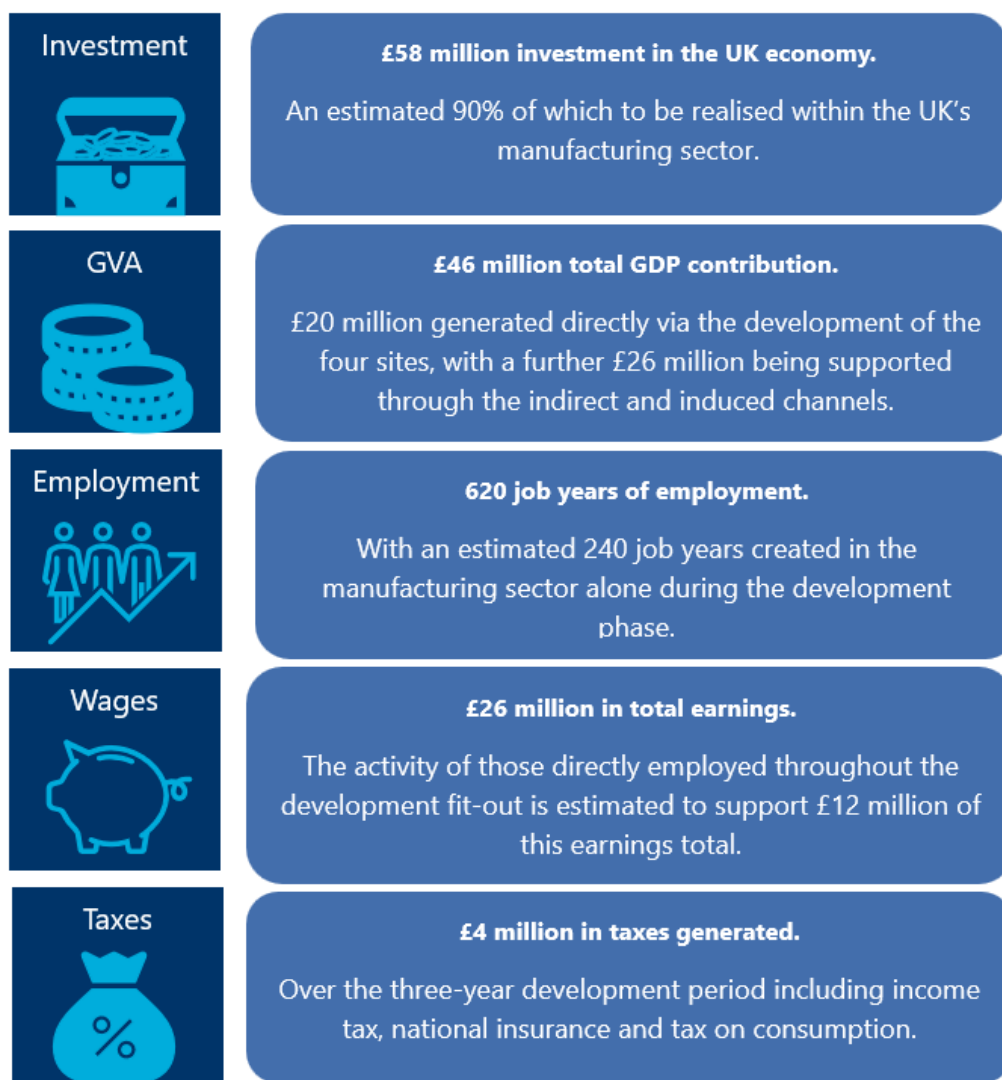 Investment
£58 million investment in the UK economy.
An estimated 90% of which to be realised within the UK's
manufacturing sector.
GVA
£46 million total GDP contribution.
£20 million generated directly via the development of the
four sites, with a further £26 million being supported
through the indirect and induced channels.
Employment
620 job years of employment.
With an estimated 240 job years created in the
manufacturing sector alone during the development
phase.
Wages
£26 million in total earnings.
The activity of those directly employed throughout the
development fit-out is estimated to support £12 million of
this earnings total.
Taxes
%
£4 million in taxes generated.
Over the three-year development period including income
tax, national insurance and tax on consumption.